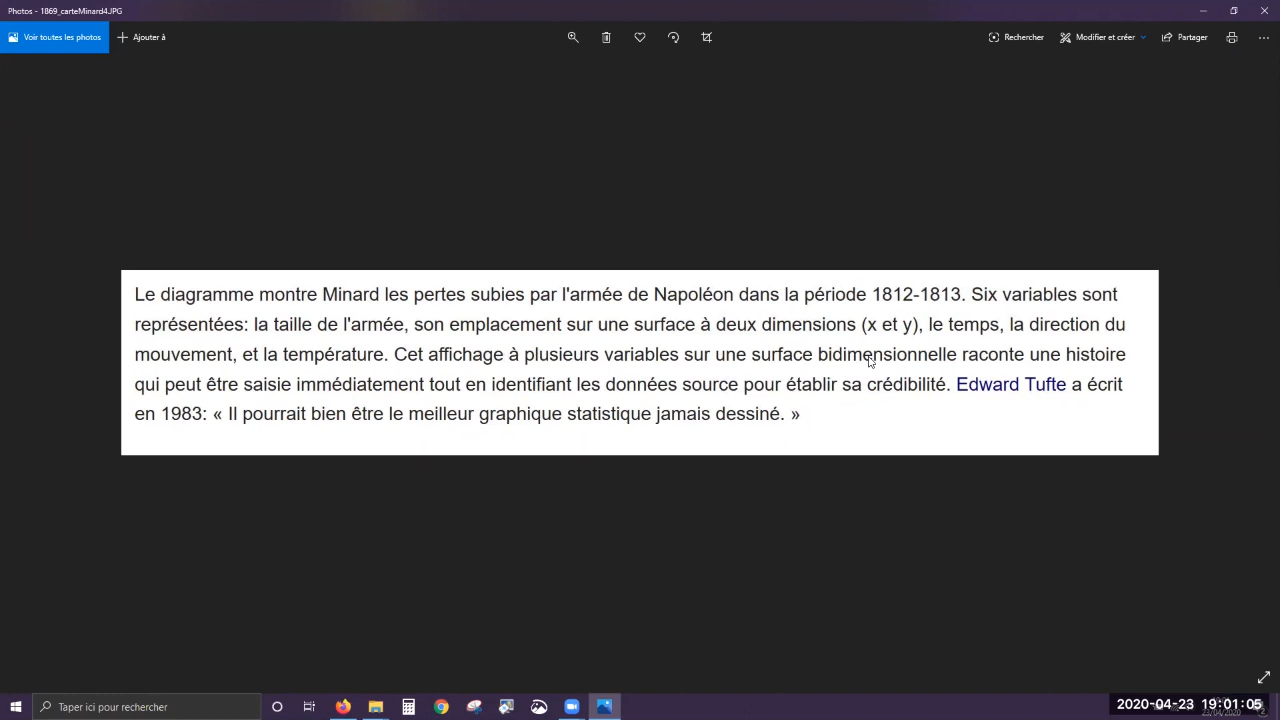 Photos - 1869_carteMinard4.JPG
Voir toutes les photos
Ajouter à
Rechercher
Modifier et créer
Partager
Le diagramme montre Minard les pertes subies par l'armée de Napoléon dans la période 1812-1813. Six variables sont
représentées: la taille de l'armée, son emplacement sur une surface à deux dimensions (x et y), le temps, la direction du
mouvement, et la température. Cet affichage à plusieurs variables sur une surface bidimensionnelle raconte une histoire
qui peut être saisie immédiatement tout en identifiant les données source pour établir sa crédibilité. Edward Tufte a écrit
en 1983: « Il pourrait bien être le meilleur graphique statistique jamais dessiné. »
Taper ici pour rechercher
2020-04-23 19:01:05